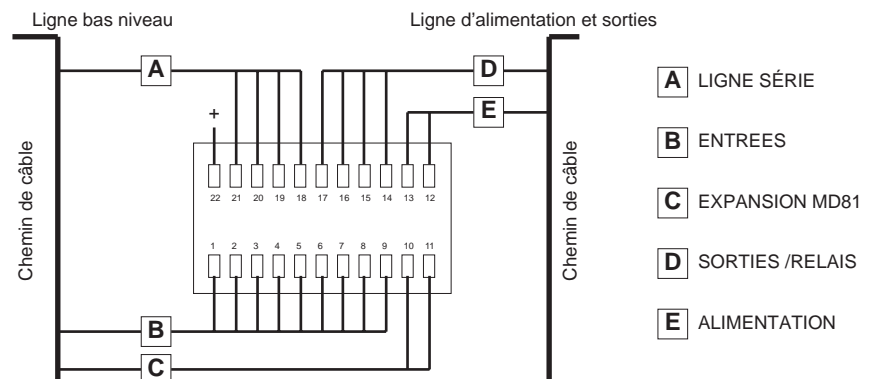 Ligne bas niveau
Ligne d'alimentation et sorties
A
D
E
+
22 21 20 19 18 17 16 15 14 13 12
1 2 3 4 5 6 7 8 9 10 11
B
C
Chemin de câble
Chemin de câble
A LIGNE SÉRIE
B ENTREES
C EXPANSION MD81
D SORTIES /RELAIS
E ALIMENTATION